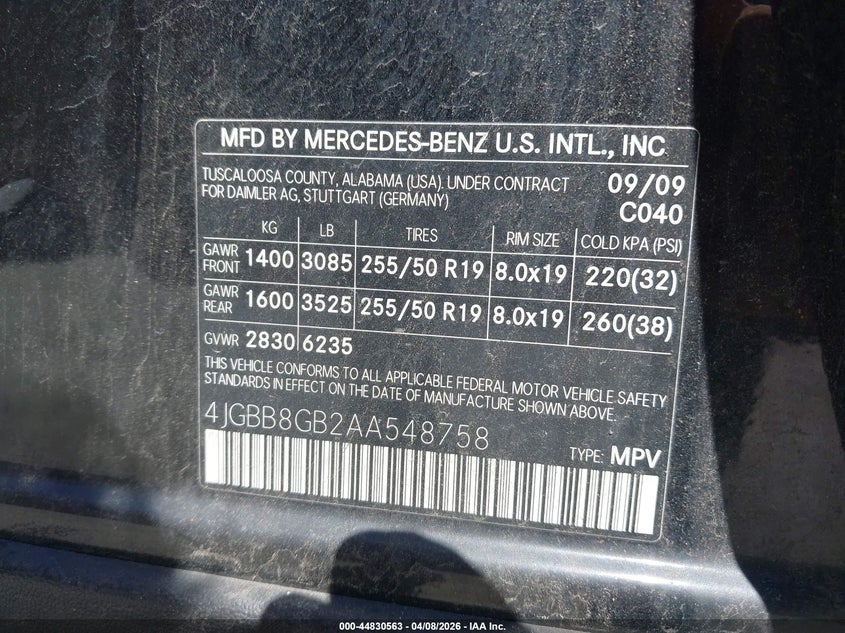 MFD BY MERCEDES-BENZ U.S. INTL., INC
TUSCALOOSA COUNTY, ALABAMA (USA). UNDER CONTRACT 09/09
FOR DAIMLER AG, STUTTGART (GERMANY) C040
KG LB TIRES RIM SIZE COLD KPA (PSI)
GAWR FRONT 1400 3085 255/50 R19 8.0x19 220(32)
GAWR REAR 1600 3525 255/50 R19 8.0x19 260(38)
GVWR 2830 6235
THIS VEHICLE CONFORMS TO ALL APPLICABLE FEDERAL MOTOR VEHICLE SAFETY
STANDARDS IN EFFECT ON THE DATE OF MANUFACTURE SHOWN ABOVE.
4JGBB8GB2AA548758
TYPE: MPV
000-44830563 - 04/08/2026 - IAA Inc.